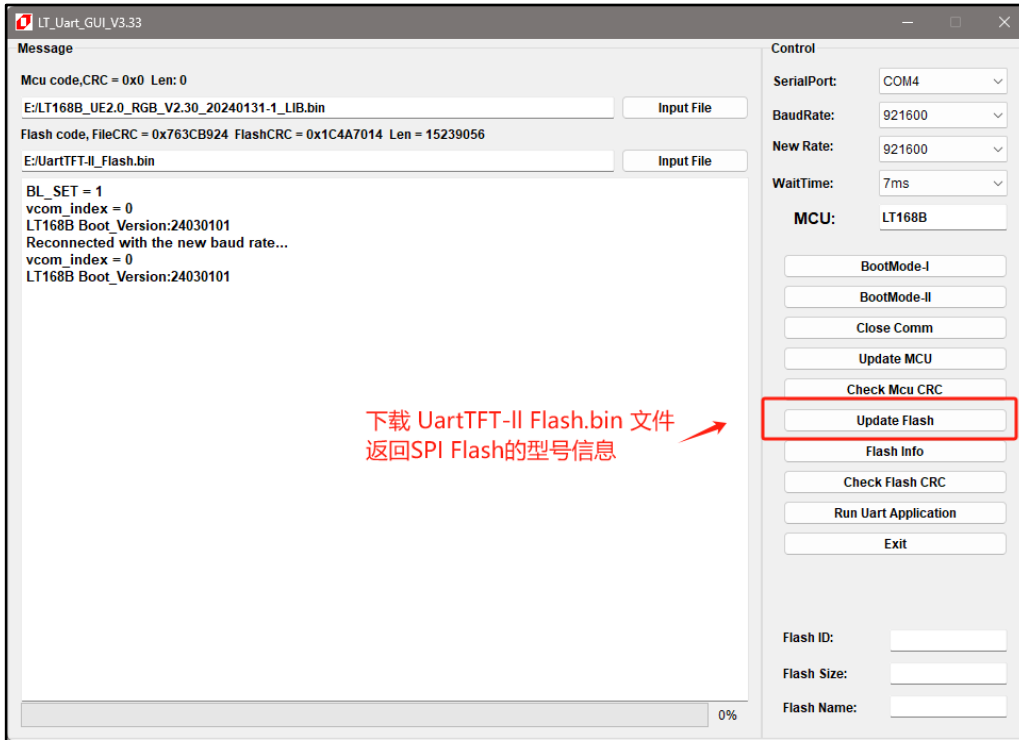 LT_Uart_GUI_V3.33
Message
Mcu code,CRC = 0x0 Len: 0
E:/LT168B_UE2.0_RGB_V2.30_20240131-1_LIB.bin
Input File
Flash code, FileCRC = 0x763CB924 FlashCRC = 0x1C4A7014 Len = 15239056
E:/UartTFT-II_Flash.bin
Input File
BL_SET = 1
vcom_index = 0
LT168B Boot_Version:24030101
Reconnected with the new baud rate...
vcom_index = 0
LT168B Boot_Version:24030101
下载 UartTFT-II Flash.bin 文件
返回SPI Flash的型号信息
0%
Control
SerialPort: COM4
BaudRate: 921600
New Rate: 921600
WaitTime: 7ms
MCU: LT168B
BootMode-I
BootMode-II
Close Comm
Update MCU
Check Mcu CRC
Update Flash
Flash Info
Check Flash CRC
Run Uart Application
Exit
Flash ID:
Flash Size:
Flash Name: